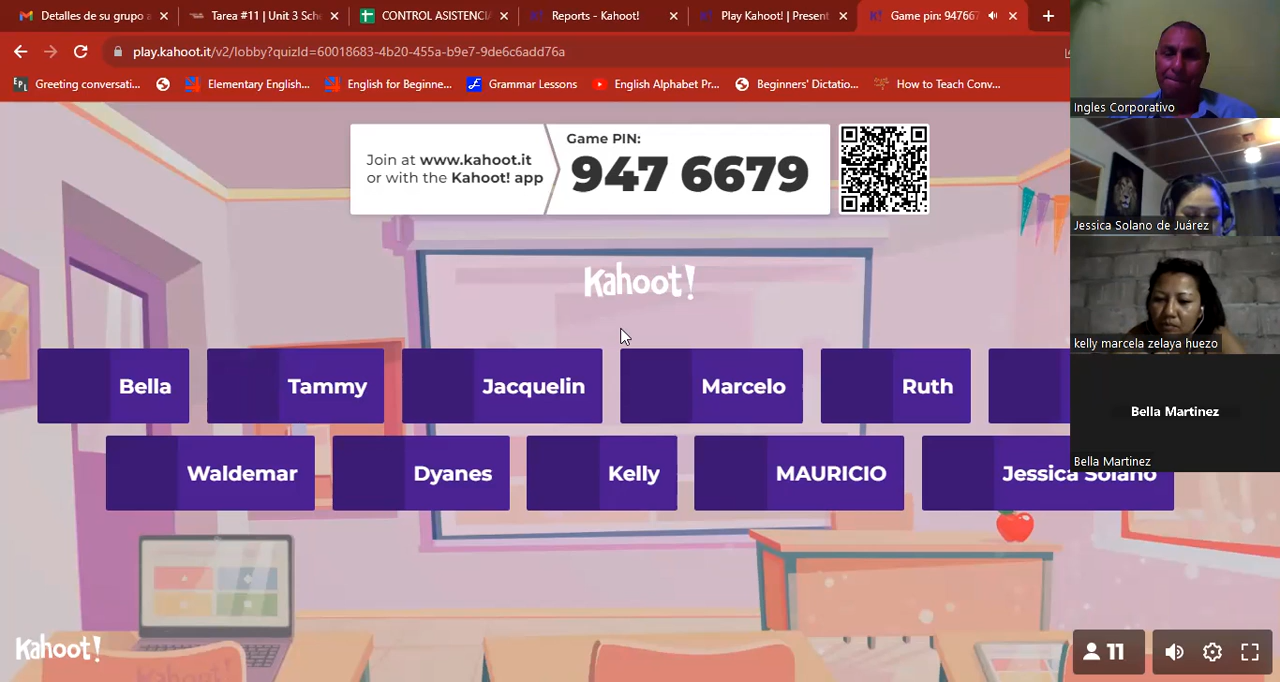 Detalles de su grupo a
Tarea #11 | Unit 3 Sche
CONTROL ASISTENCIA
Reports - Kahoot!
Play Kahoot! | Present
Game pin: 947667
play.kahoot.it/v2/lobby?quizId=60018683-4b20-455a-b9e7-9de6c6add76a
Greeting conversati...
Elementary English...
English for Beginne...
Grammar Lessons
English Alphabet Pr...
Beginners' Dictatio...
How to Teach Conv...
Join at www.kahoot.it
or with the Kahoot! app
Game PIN:
947 6679
Kahoot!
Bella
Tammy
Jacquelin
Marcelo
Ruth
Waldemar
Dyanes
Kelly
MAURICIO
Jessica Solano
Kahoot!
11
Ingles Corporativo
Jessica Solano de Juárez
kelly marcela zelaya huezo
Bella Martinez
Bella Martinez